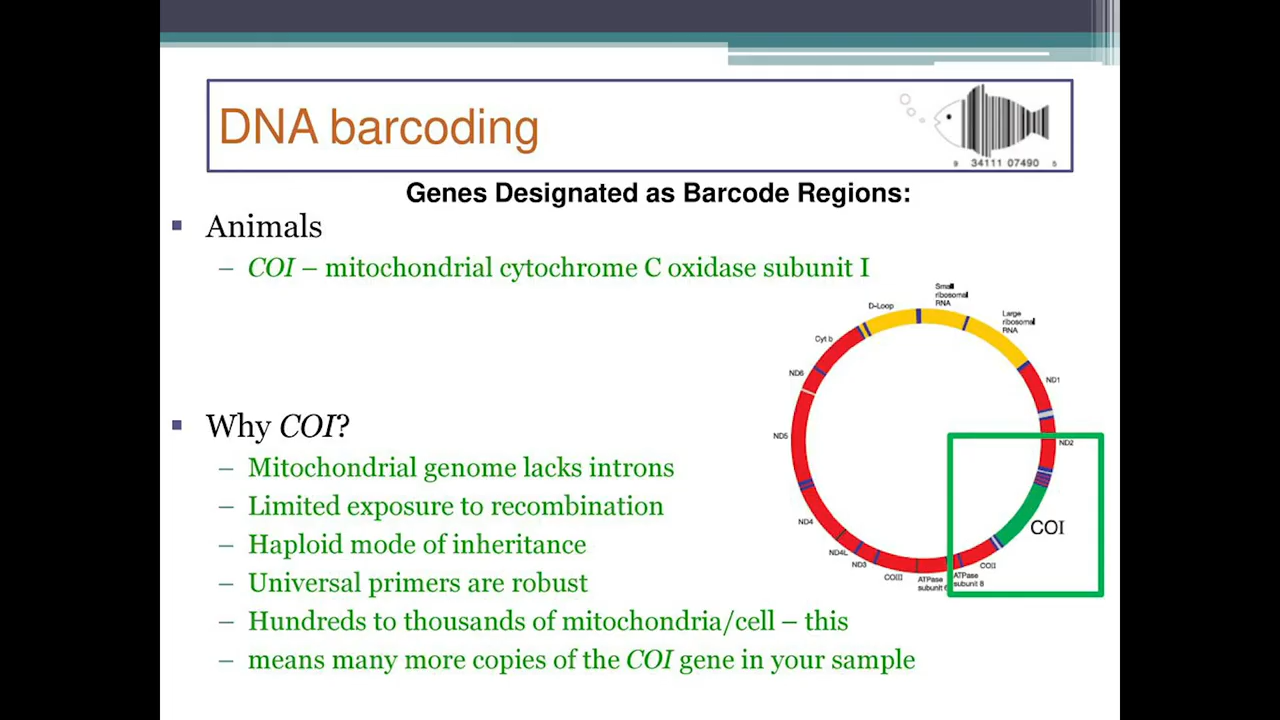 DNA barcoding
9 34111 07490 5
Genes Designated as Barcode Regions:
▪ Animals
– COI – mitochondrial cytochrome C oxidase subunit I
Small
ribosomal
RNA
D-Loop
Large
ribosomal
RNA
Cyt b
ND6
ND1
ND5
ND2
ND4
COI
ND4L
ND3
COIII
ATPase
subunit 6
ATPase
subunit 8
COII
▪ Why COI?
– Mitochondrial genome lacks introns
– Limited exposure to recombination
– Haploid mode of inheritance
– Universal primers are robust
– Hundreds to thousands of mitochondria/cell – this
– means many more copies of the COI gene in your sample